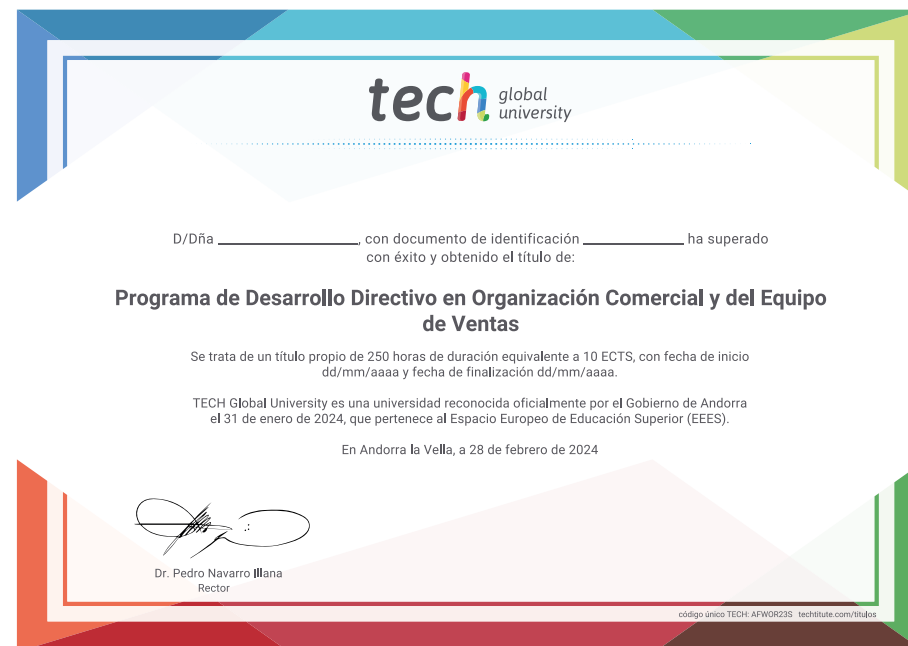 tech global university
D/Dña ____________________, con documento de identificación ______________ ha superado
con éxito y obtenido el título de:
Programa de Desarrollo Directivo en Organización Comercial y del Equipo
de Ventas
Se trata de un título propio de 250 horas de duración equivalente a 10 ECTS, con fecha de inicio
dd/mm/aaaa y fecha de finalización dd/mm/aaaa.
TECH Global University es una universidad reconocida oficialmente por el Gobierno de Andorra
el 31 de enero de 2024, que pertenece al Espacio Europeo de Educación Superior (EEES).
En Andorra la Vella, a 28 de febrero de 2024
Dr. Pedro Navarro Illana
Rector
código único TECH: AFWOR23S techtitute.com/titulos